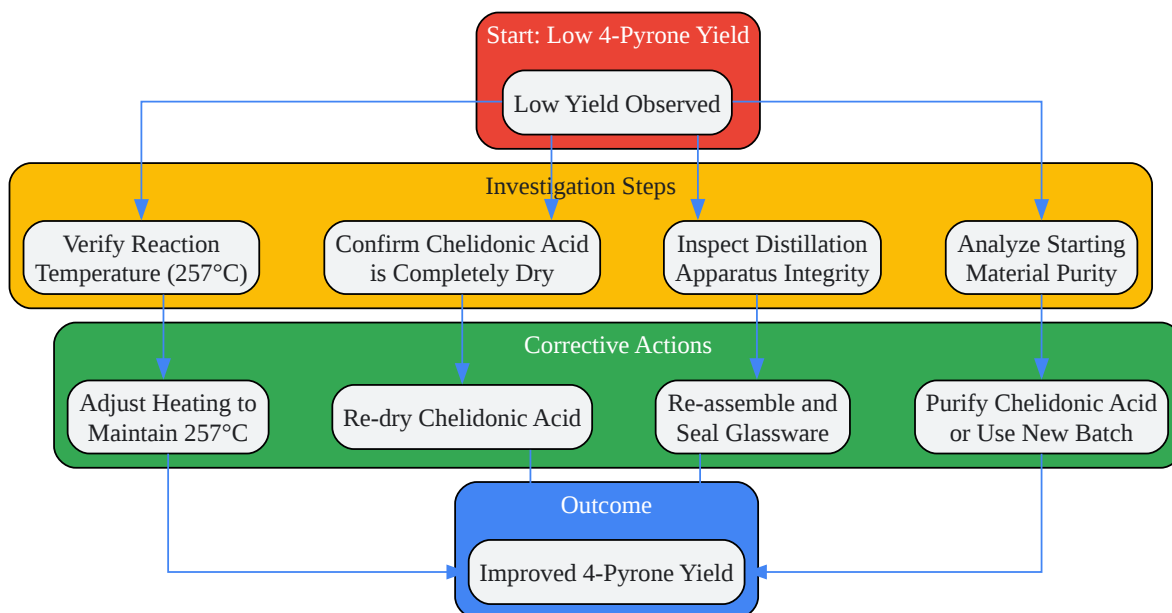 Start: Low 4-Pyrone Yield
Low Yield Observed
Investigation Steps
Verify Reaction
Temperature (257°C)
Confirm Chelidonic Acid
is Completely Dry
Inspect Distillation
Apparatus Integrity
Analyze Starting
Material Purity
Corrective Actions
Adjust Heating to
Maintain 257°C
Re-dry Chelidonic Acid
Re-assemble and
Seal Glassware
Purify Chelidonic Acid
or Use New Batch
Outcome
Improved 4-Pyrone Yield